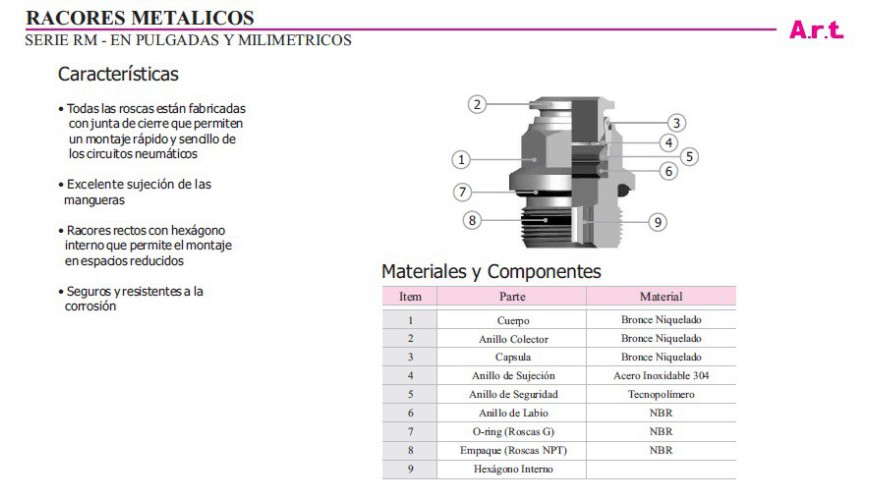 RACORES METALICOS
SERIE RM - EN PULGADAS Y MILIMETRICOS
A.r.t.
Características
• Todas las roscas están fabricadas
con junta de cierre que permiten
un montaje rápido y sencillo de
los circuitos neumáticos
• Excelente sujeción de las
mangueras
• Racores rectos con hexágono
interno que permite el montaje
en espacios reducidos
• Seguros y resistentes a la
corrosión
2
3
4
1
5
6
7
8
9
Materiales y Componentes
Item Parte Material
1 Cuerpo Bronce Niquelado
2 Anillo Colector Bronce Niquelado
3 Capsula Bronce Niquelado
4 Anillo de Sujeción Acero Inoxidable 304
5 Anillo de Seguridad Tecnopolímero
6 Anillo de Labio NBR
7 O-ring (Roscas G) NBR
8 Empaque (Roscas NPT) NBR
9 Hexágono Interno